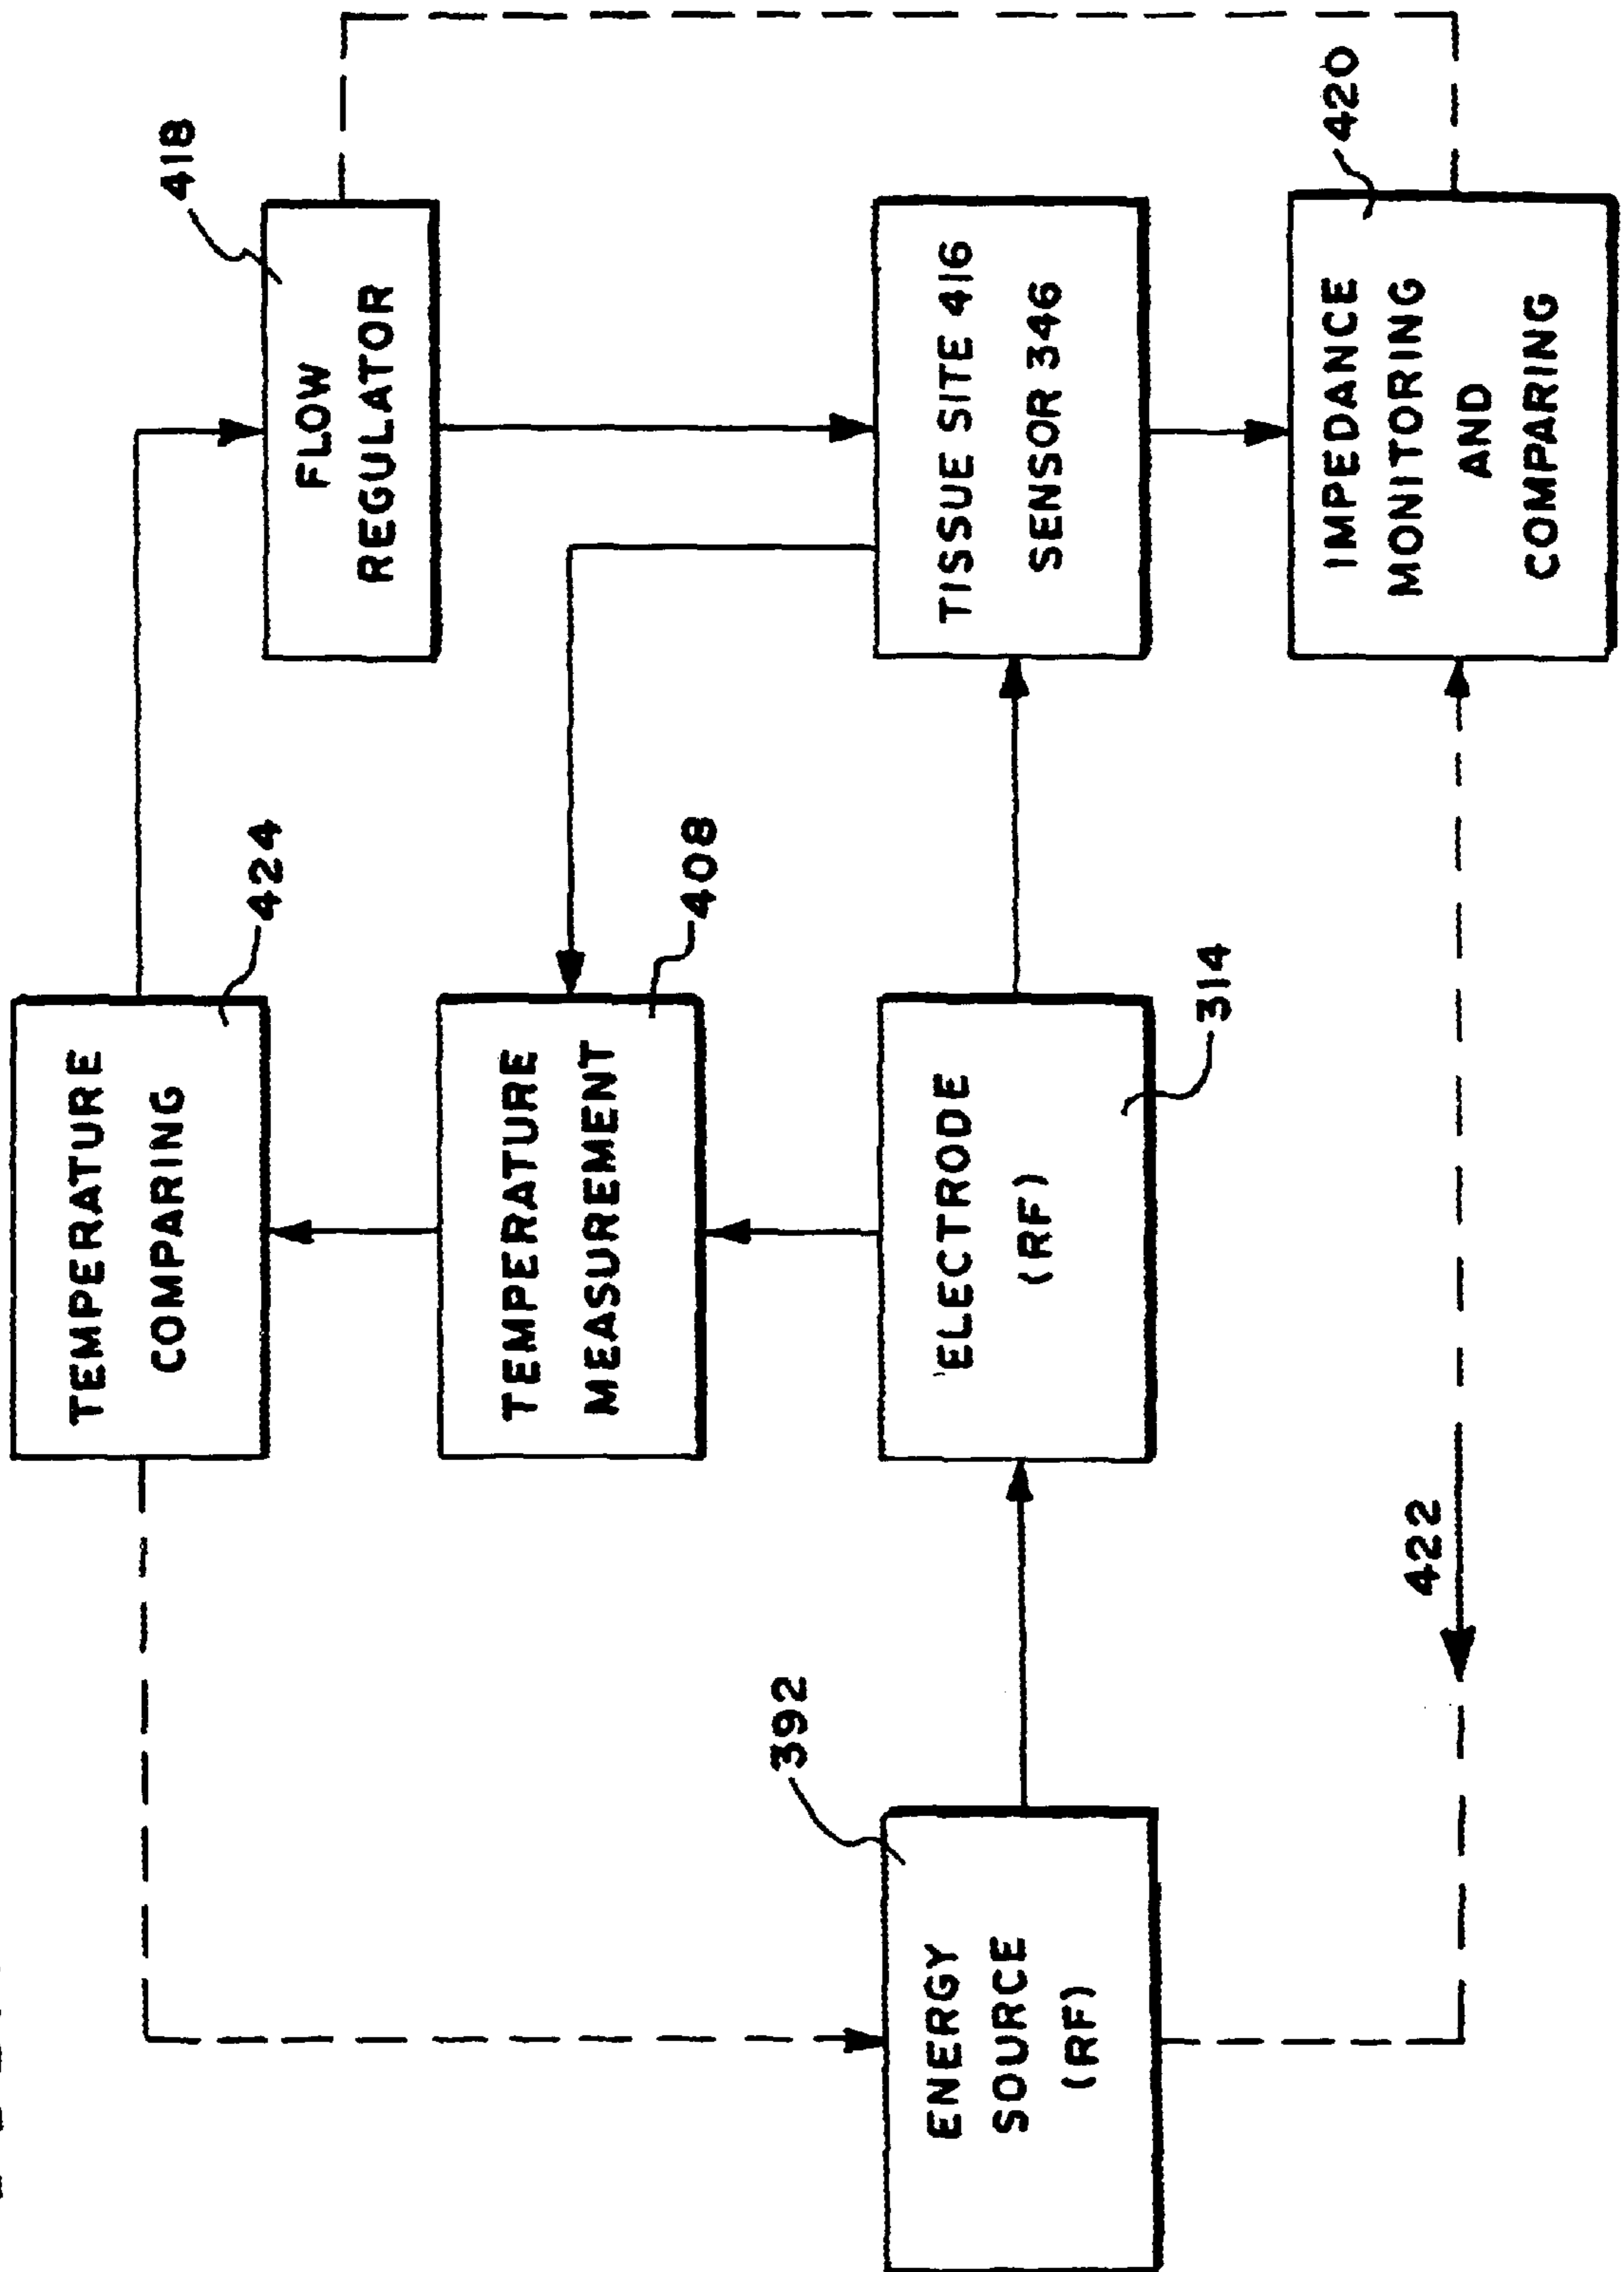 418
FLOW
REGULATOR
TISSUE SITE 416
SENSOR 346
420
IMPEDANCE
MONITORING
AND
COMPARING
TEMPERATURE
COMPARING
424
TEMPERATURE
MEASUREMENT
408
ELECTRODE
(RF)
314
392
ENERGY
SOURCE
(RF)
422